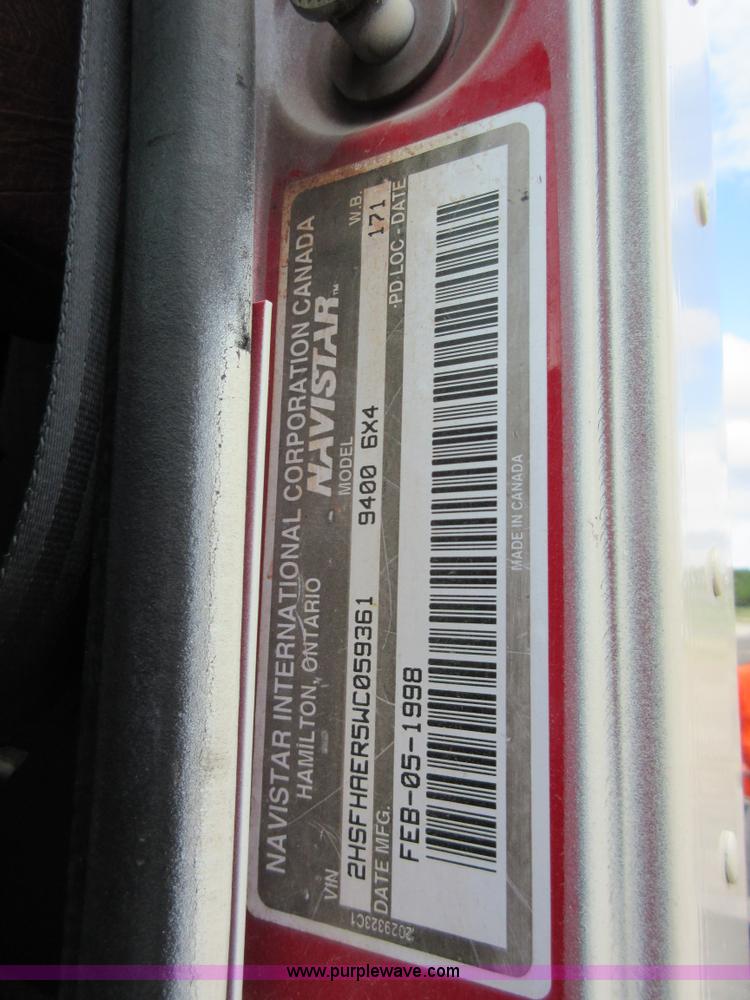 NAVISTAR INTERNATIONAL CORPORATION CANADA
HAMILTON, ONTARIO
NAVISTAR™
VIN MODEL W.B.
2HSFHAER5WC059361 9400 6X4 171
DATE MFG. PD LOC - DATE
FEB-05-1998
MADE IN CANADA
2029323C1
www.purplewave.com